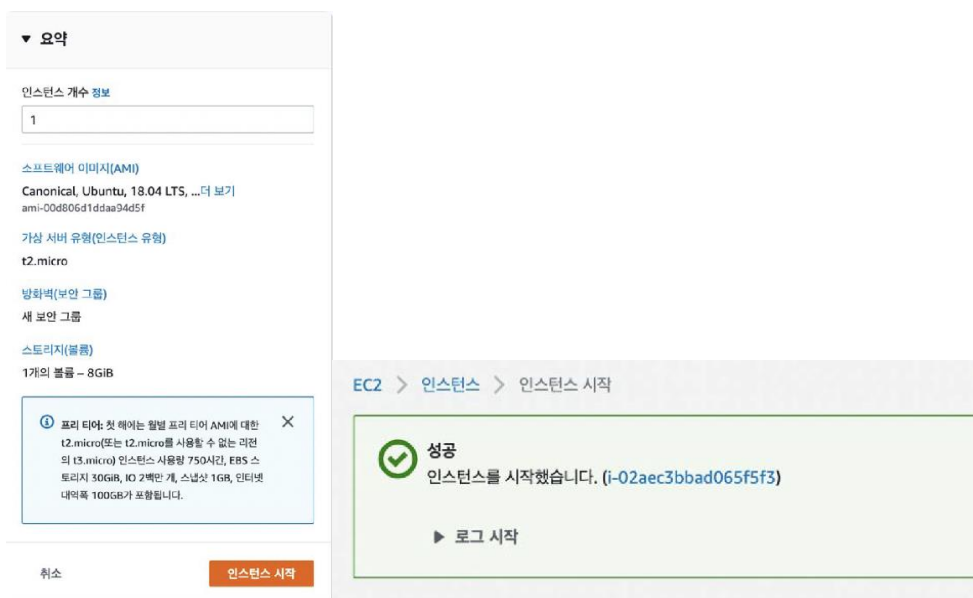 ▼ 요약
인스턴스 개수 정보
1
소프트웨어 이미지(AMI)
Canonical, Ubuntu, 18.04 LTS, ...더 보기
ami-00d806d1ddaa94d5f
가상 서버 유형(인스턴스 유형)
t2.micro
방화벽(보안 그룹)
새 보안 그룹
스토리지(볼륨)
1개의 볼륨 – 8GiB
프리 티어: 첫 해에는 월별 프리 티어 AMI에 대한
t2.micro(또는 t2.micro를 사용할 수 없는 리전
의 t3.micro) 인스턴스 사용량 750시간, EBS 스
토리지 30GiB, IO 2백만 개, 스냅샷 1GB, 인터넷
대역폭 100GB가 포함됩니다.
취소
인스턴스 시작
EC2 > 인스턴스 > 인스턴스 시작
성공
인스턴스를 시작했습니다. (i-02aec3bbad065f5f3)
▶ 로그 시작